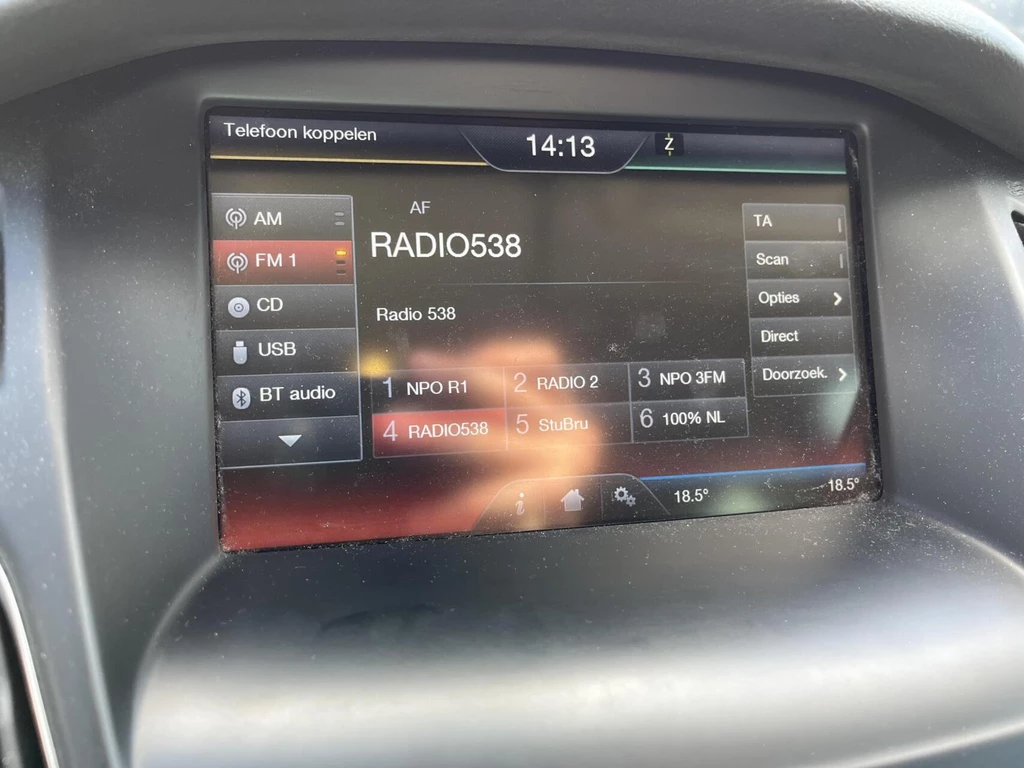 Telefoon koppelen
14:13
Z
AM
FM 1
CD
USB
BT audio
AF
RADIO538
Radio 538
1 NPO R1
2 RADIO 2
3 NPO 3FM
4 RADIO538
5 StuBru
6 100% NL
TA
Scan
Opties
Direct
Doorzoek.
i
18.5°
18.5°